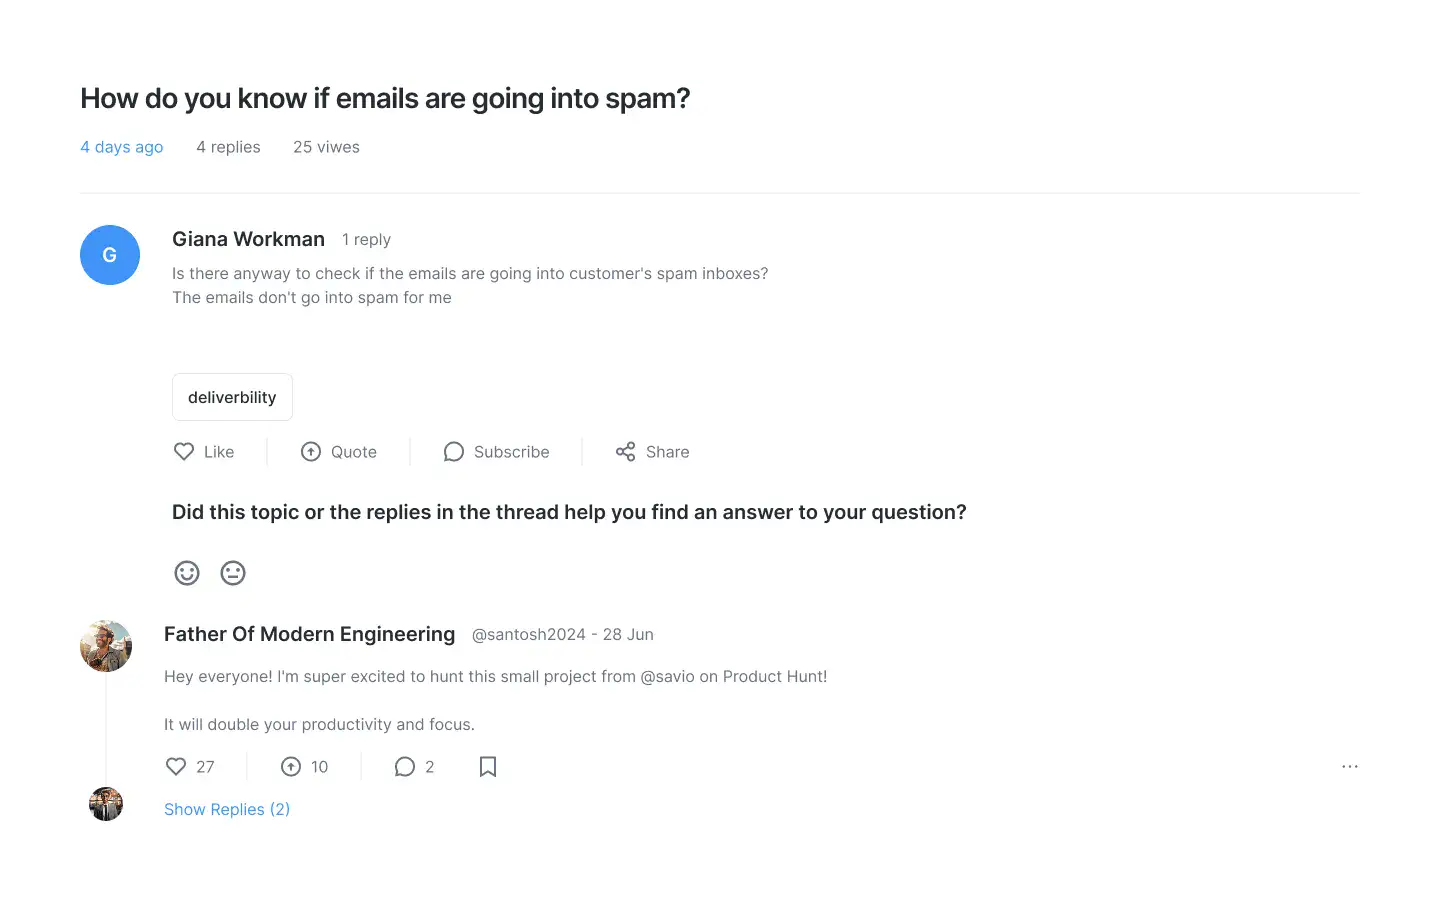 How do you know if emails are going into spam?
4 days ago 4 replies 25 viwes
G
Giana Workman 1 reply
Is there anyway to check if the emails are going into customer's spam inboxes?
The emails don't go into spam for me
deliverbility
Like Quote Subscribe Share
Did this topic or the replies in the thread help you find an answer to your question?
Father Of Modern Engineering @santosh2024 - 28 Jun
Hey everyone! I'm super excited to hunt this small project from @savio on Product Hunt!
It will double your productivity and focus.
27 10 2 ...
Show Replies (2)